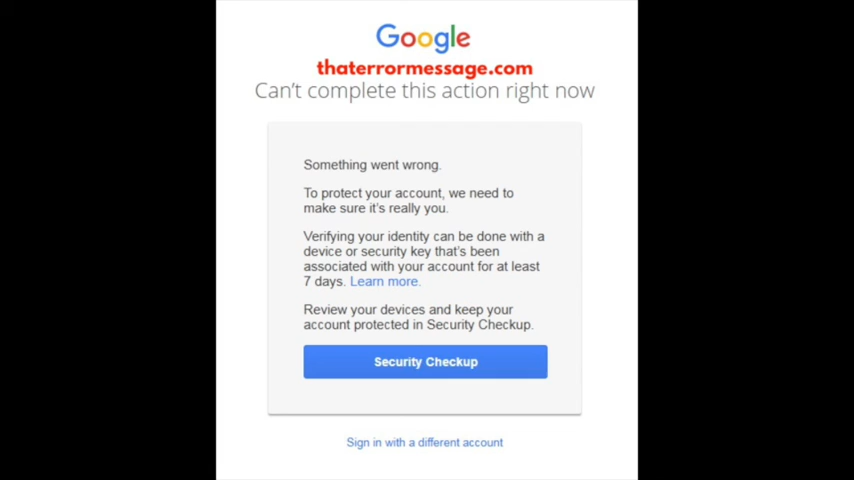 Google
thaterrormessage.com
Can't complete this action right now
Something went wrong.
To protect your account, we need to
make sure it's really you.
Verifying your identity can be done with a
device or security key that's been
associated with your account for at least
7 days. Learn more.
Review your devices and keep your
account protected in Security Checkup.
Security Checkup
Sign in with a different account